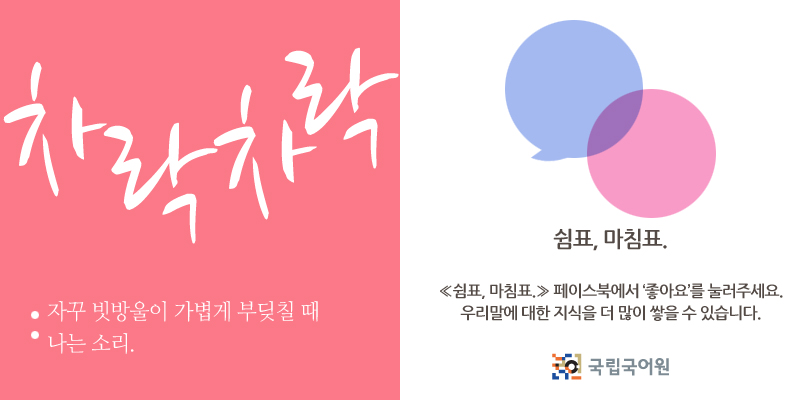 차락차락
: 자꾸 빗방울이 가볍게 부딪칠 때
나는 소리.
쉼표, 마침표.
≪쉼표, 마침표.≫ 페이스북에서 '좋아요'를 눌러주세요.
우리말에 대한 지식을 더 많이 쌓을 수 있습니다.
국립국어원